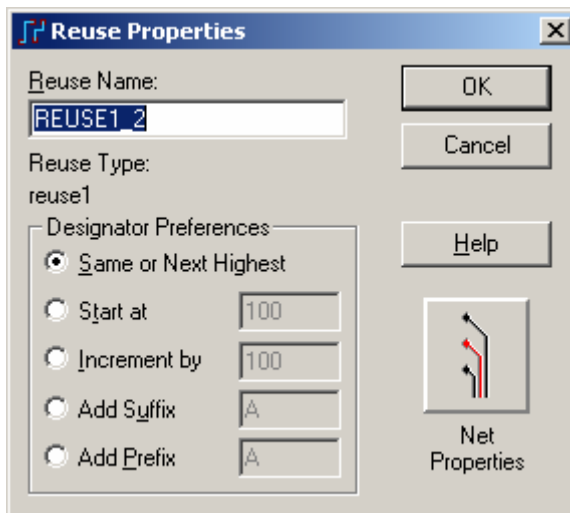 Reuse Properties
Reuse Name:
REUSE1_2
Reuse Type:
reuse1
Designator Preferences
Same or Next Highest
Start at 100
Increment by 100
Add Suffix A
Add Prefix A
OK
Cancel
Help
Net
Properties